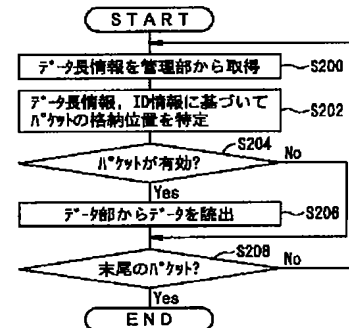 START
データ長情報を管理部から取得
S200
データ長情報,ID情報に基づいて
パケットの格納位置を特定
S202
S204
パケットが有効?
No
Yes
データ部からデータを読出
S206
S208
末尾のパケット?
No
Yes
END